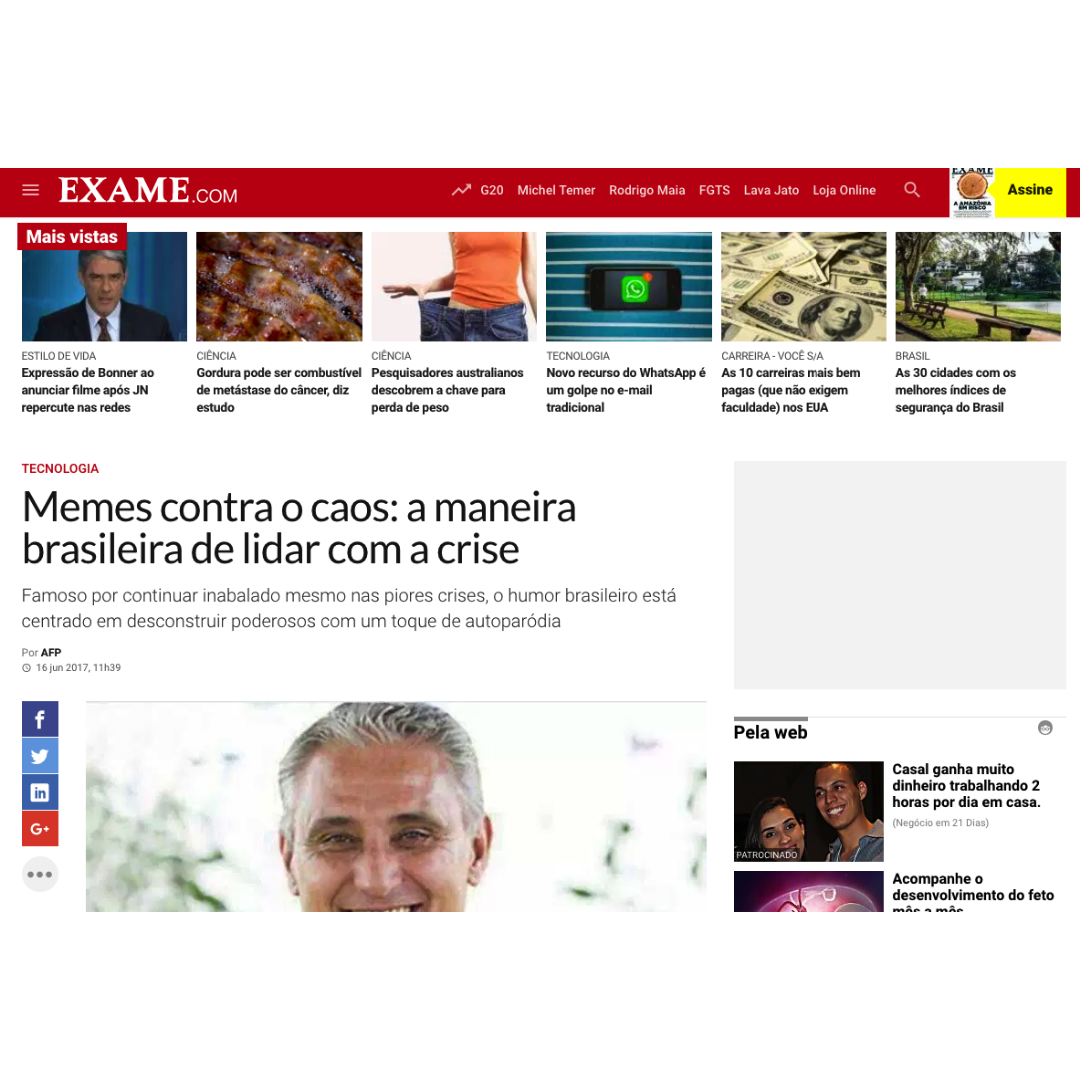 EXAME.COM
G20 Michel Temer Rodrigo Maia FGTS Lava Jato Loja Online
EXAME
A AMAZÔNIA
EM RISCO
Assine
Mais vistas
ESTILO DE VIDA
Expressão de Bonner ao
anunciar filme após JN
repercute nas redes
CIÊNCIA
Gordura pode ser combustível
de metástase do câncer, diz
estudo
CIÊNCIA
Pesquisadores australianos
descobrem a chave para
perda de peso
TECNOLOGIA
Novo recurso do WhatsApp é
um golpe no e-mail
tradicional
CARREIRA - VOCÊ S/A
As 10 carreiras mais bem
pagas (que não exigem
faculdade) nos EUA
BRASIL
As 30 cidades com os
melhores índices de
segurança do Brasil
TECNOLOGIA
Memes contra o caos: a maneira
brasileira de lidar com a crise
Famoso por continuar inabalado mesmo nas piores crises, o humor brasileiro está
centrado em desconstruir poderosos com um toque de autoparódia
Por AFP
16 jun 2017, 11h39
f
in
G+
Pela web
PATROCINADO
Casal ganha muito
dinheiro trabalhando 2
horas por dia em casa.
(Negócio em 21 Dias)
Acompanhe o
desenvolvimento do feto
mês a mês